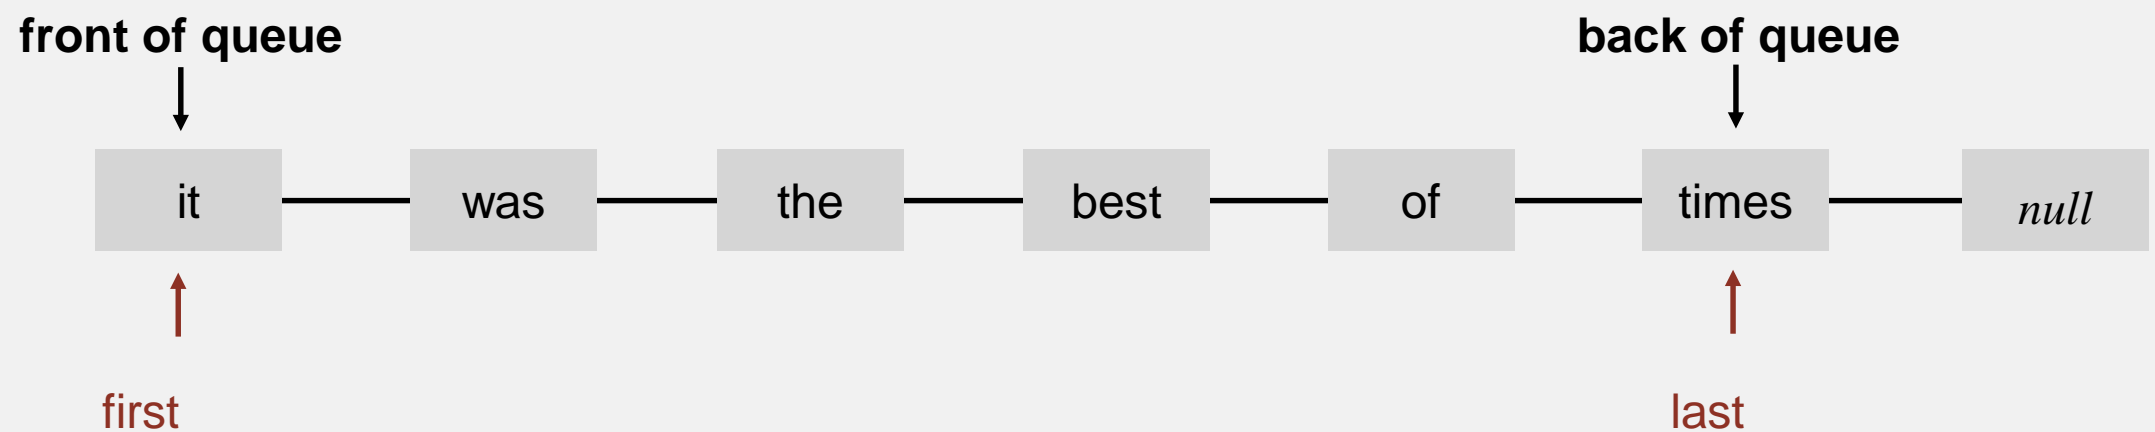 front of queue
back of queue
it was the best of times null
first
last